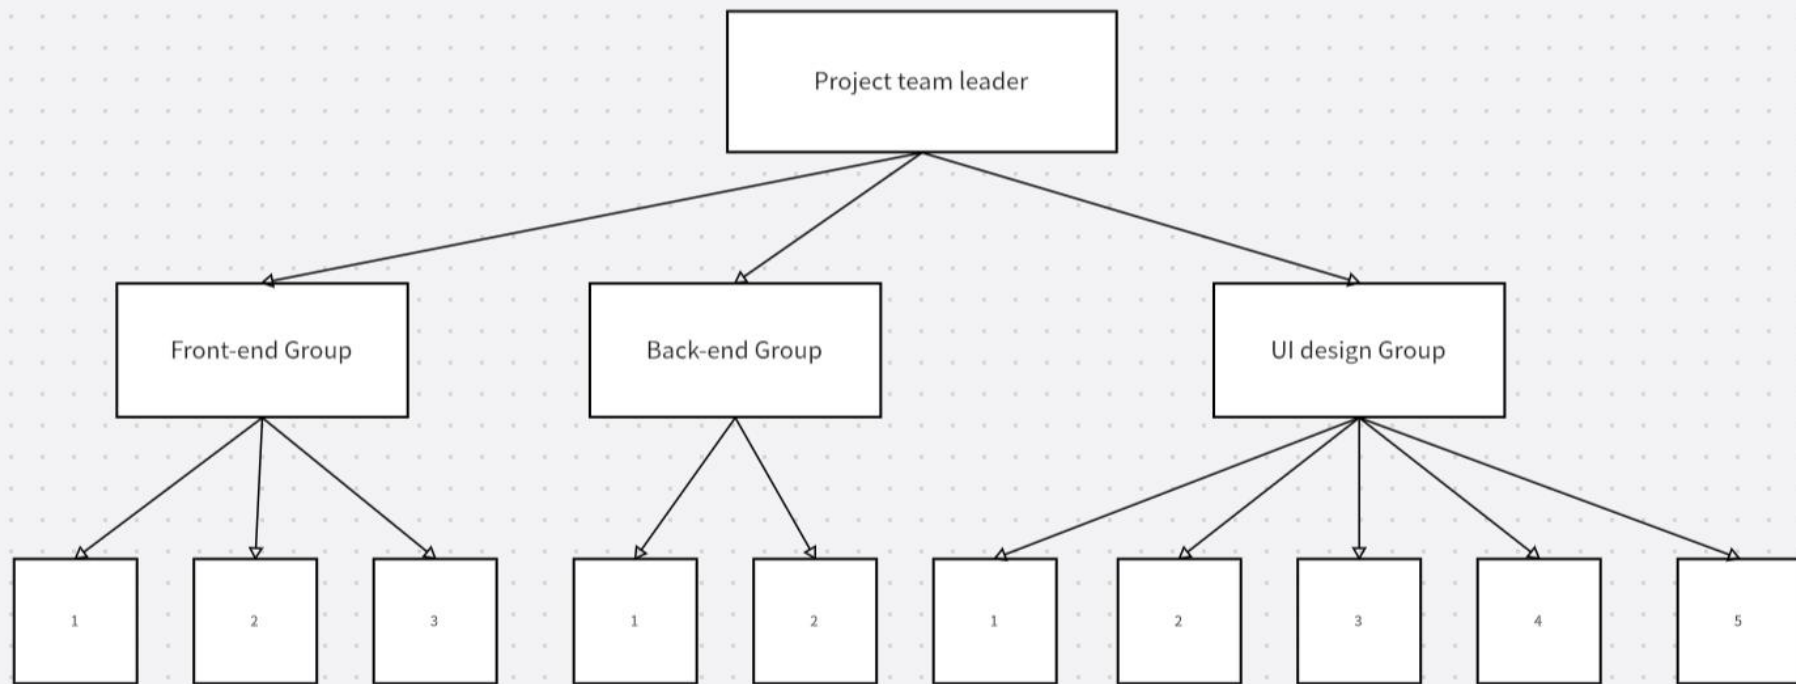 Project team leader
Front-end Group
Back-end Group
UI design Group
1
2
3
1
2
1
2
3
4
5